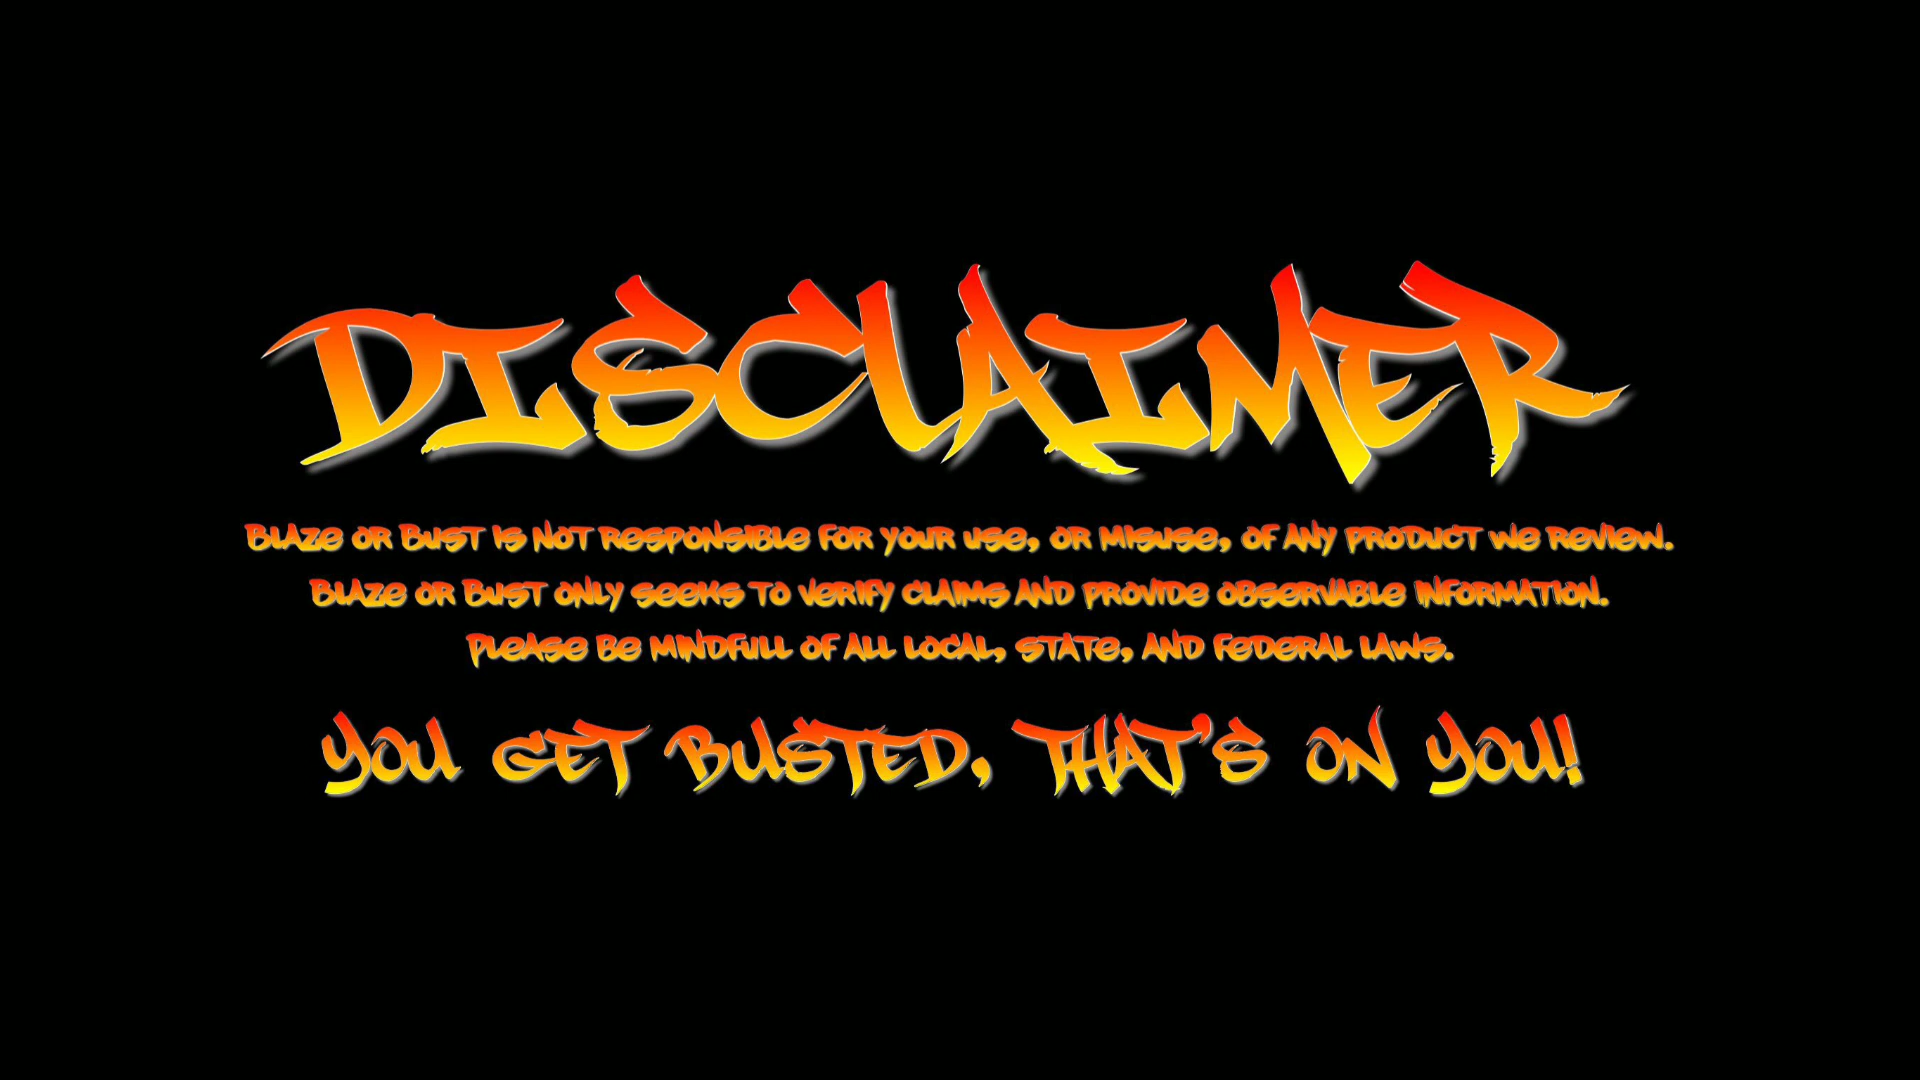 DISCLAIMER
Blaze or Bust is not responsible for your use, or misuse, of any product we review.
Blaze or Bust only seeks to verify claims and provide observable information.
Please be mindfull of all local, state, and federal laws.
YOU GET BUSTED, THAT'S ON YOU!